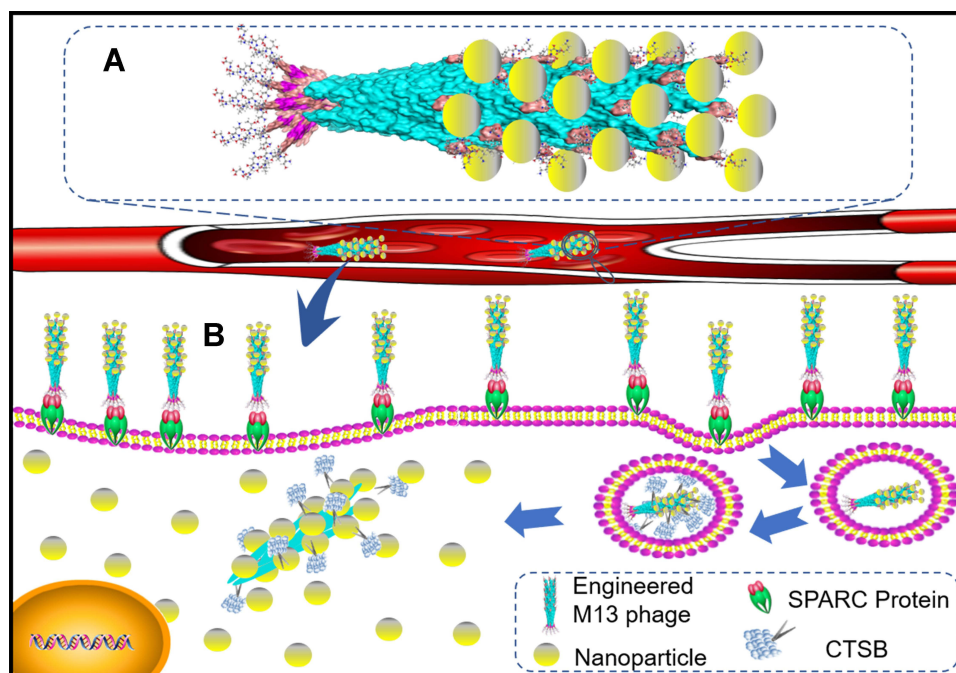 A
B
Engineered
M13 phage
SPARC Protein
Nanoparticle
CTSB